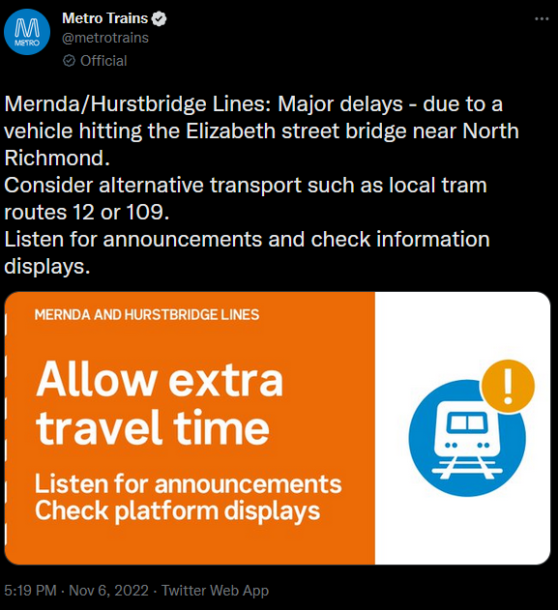 Metro Trains
@metrotrains
Official
METRO
Mernda/Hurstbridge Lines: Major delays - due to a
vehicle hitting the Elizabeth street bridge near North
Richmond.
Consider alternative transport such as local tram
routes 12 or 109.
Listen for announcements and check information
displays.
MERNDA AND HURSTBRIDGE LINES
Allow extra
travel time
!
Listen for announcements
Check platform displays
5:19 PM · Nov 6, 2022 · Twitter Web App